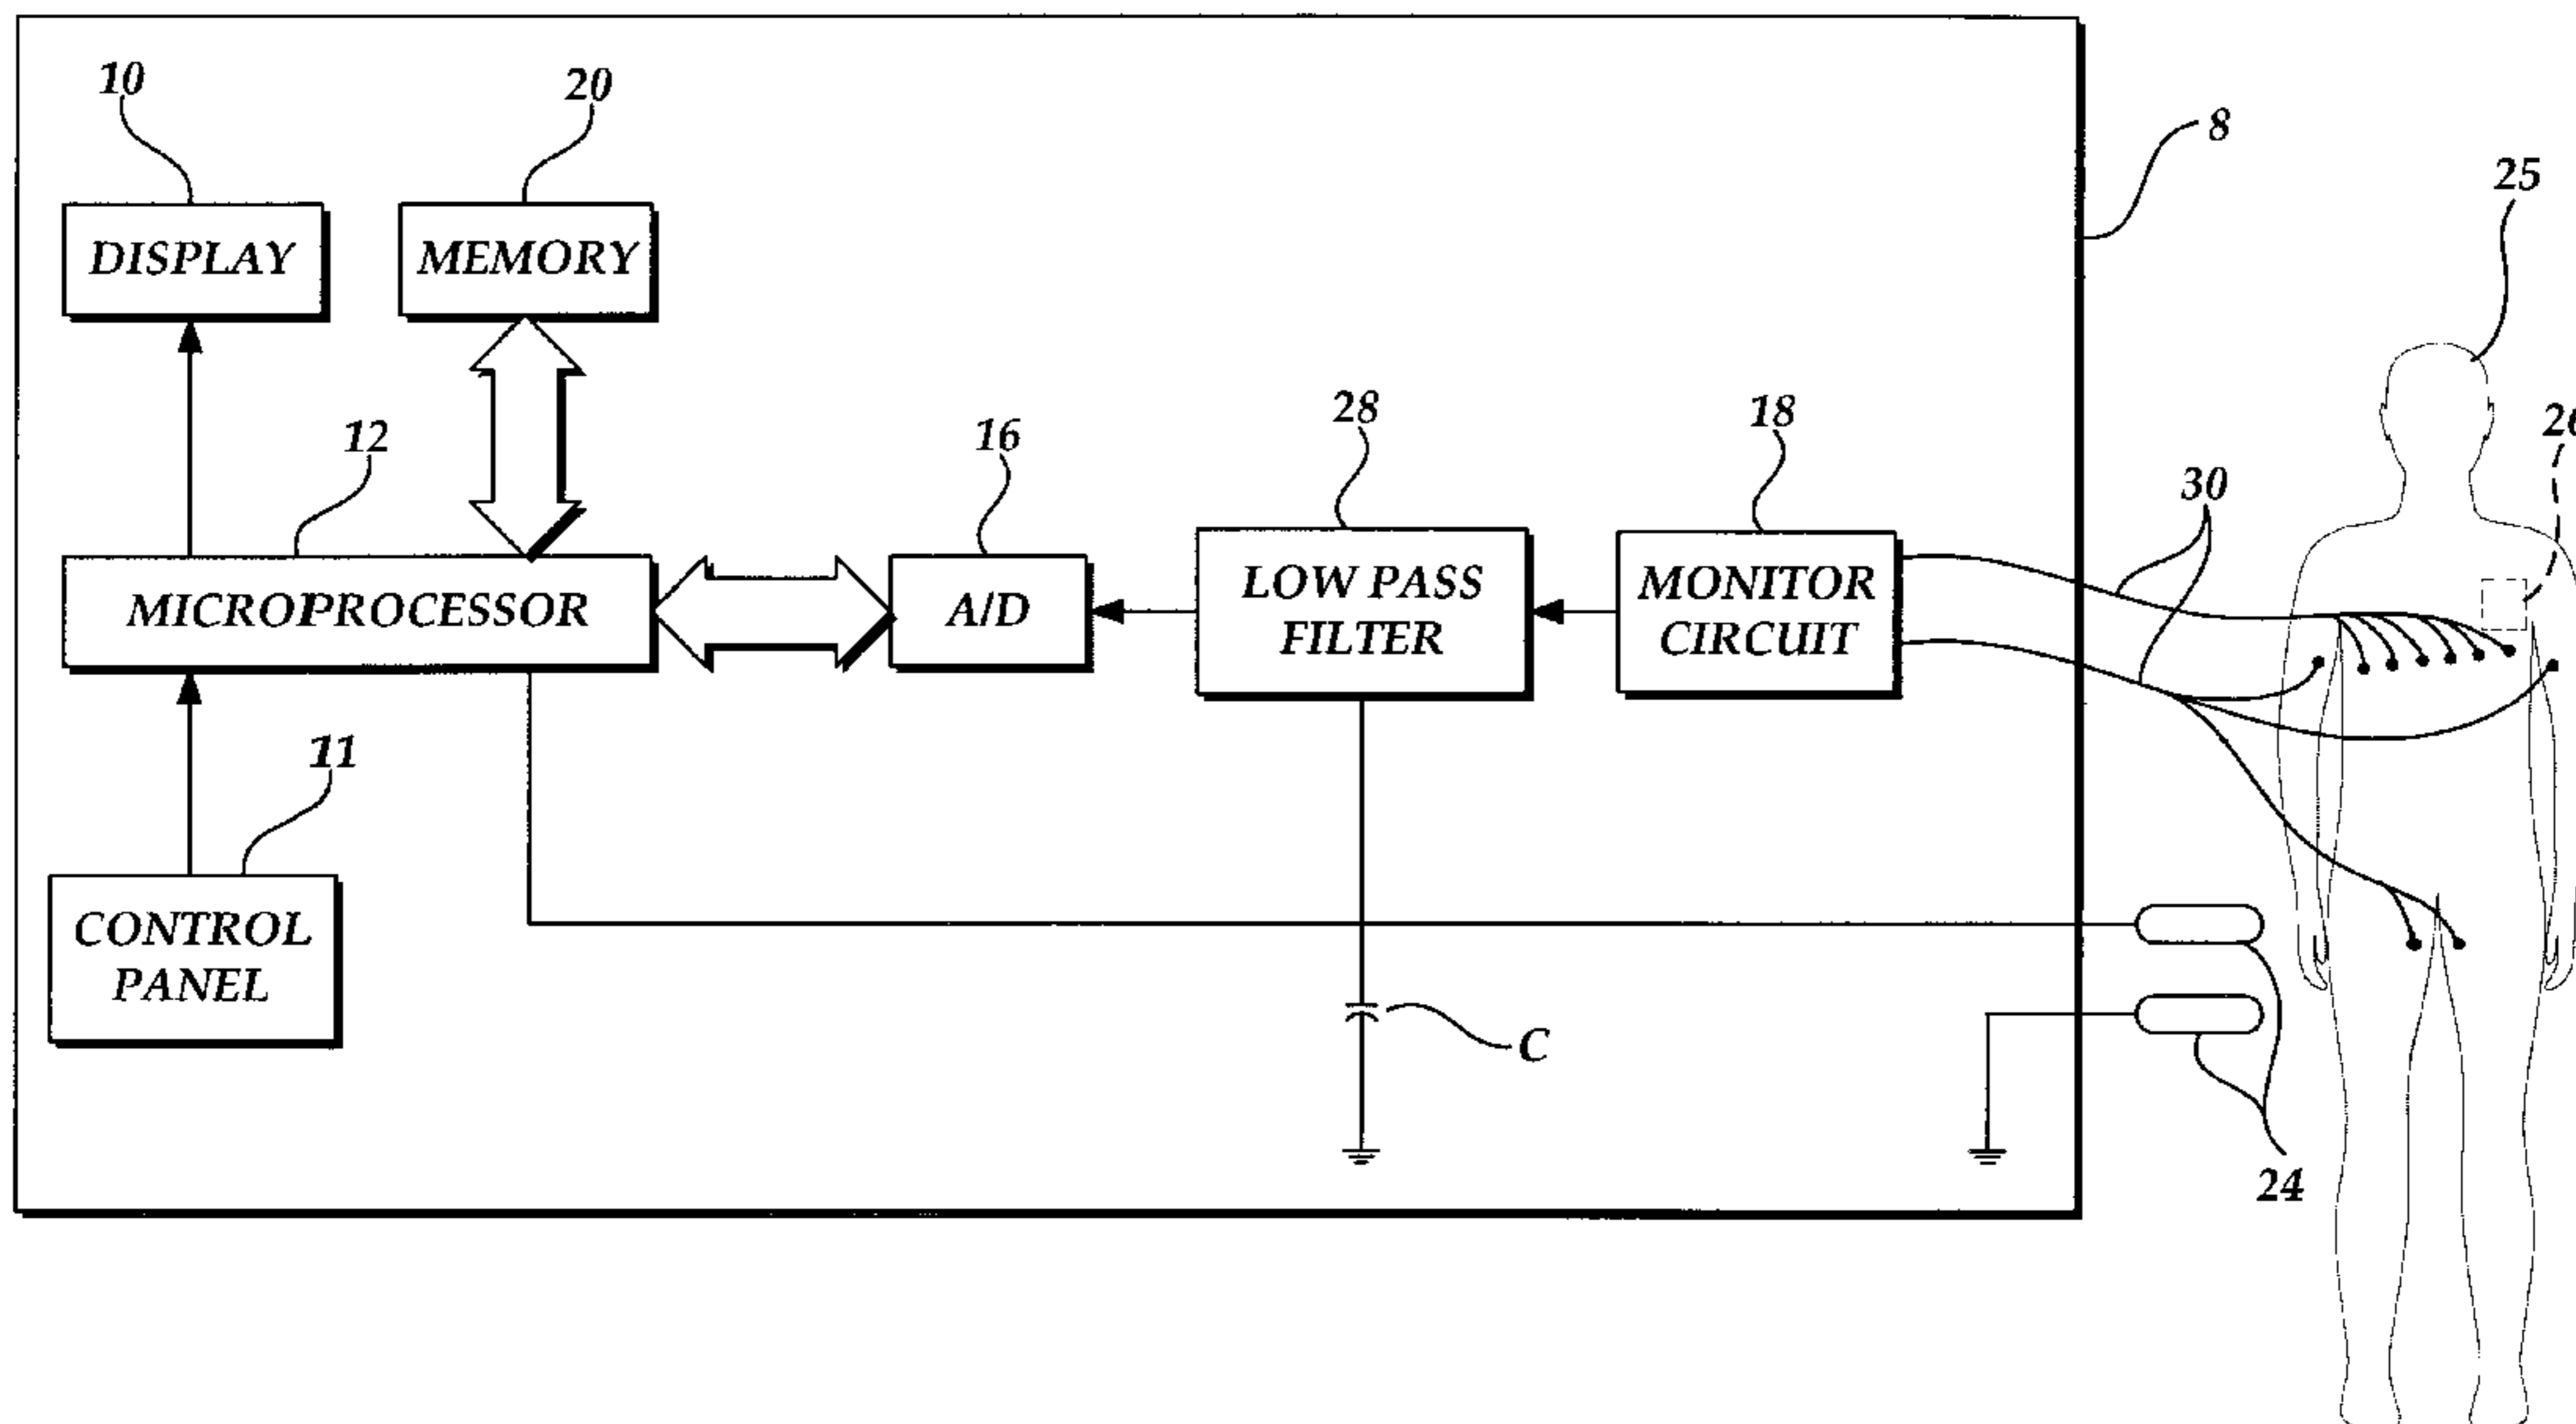 10
20
8
25
DISPLAY
MEMORY
12
16
28
18
30
MICROPROCESSOR
A/D
LOW PASS
FILTER
MONITOR
CIRCUIT
11
CONTROL
PANEL
C
24